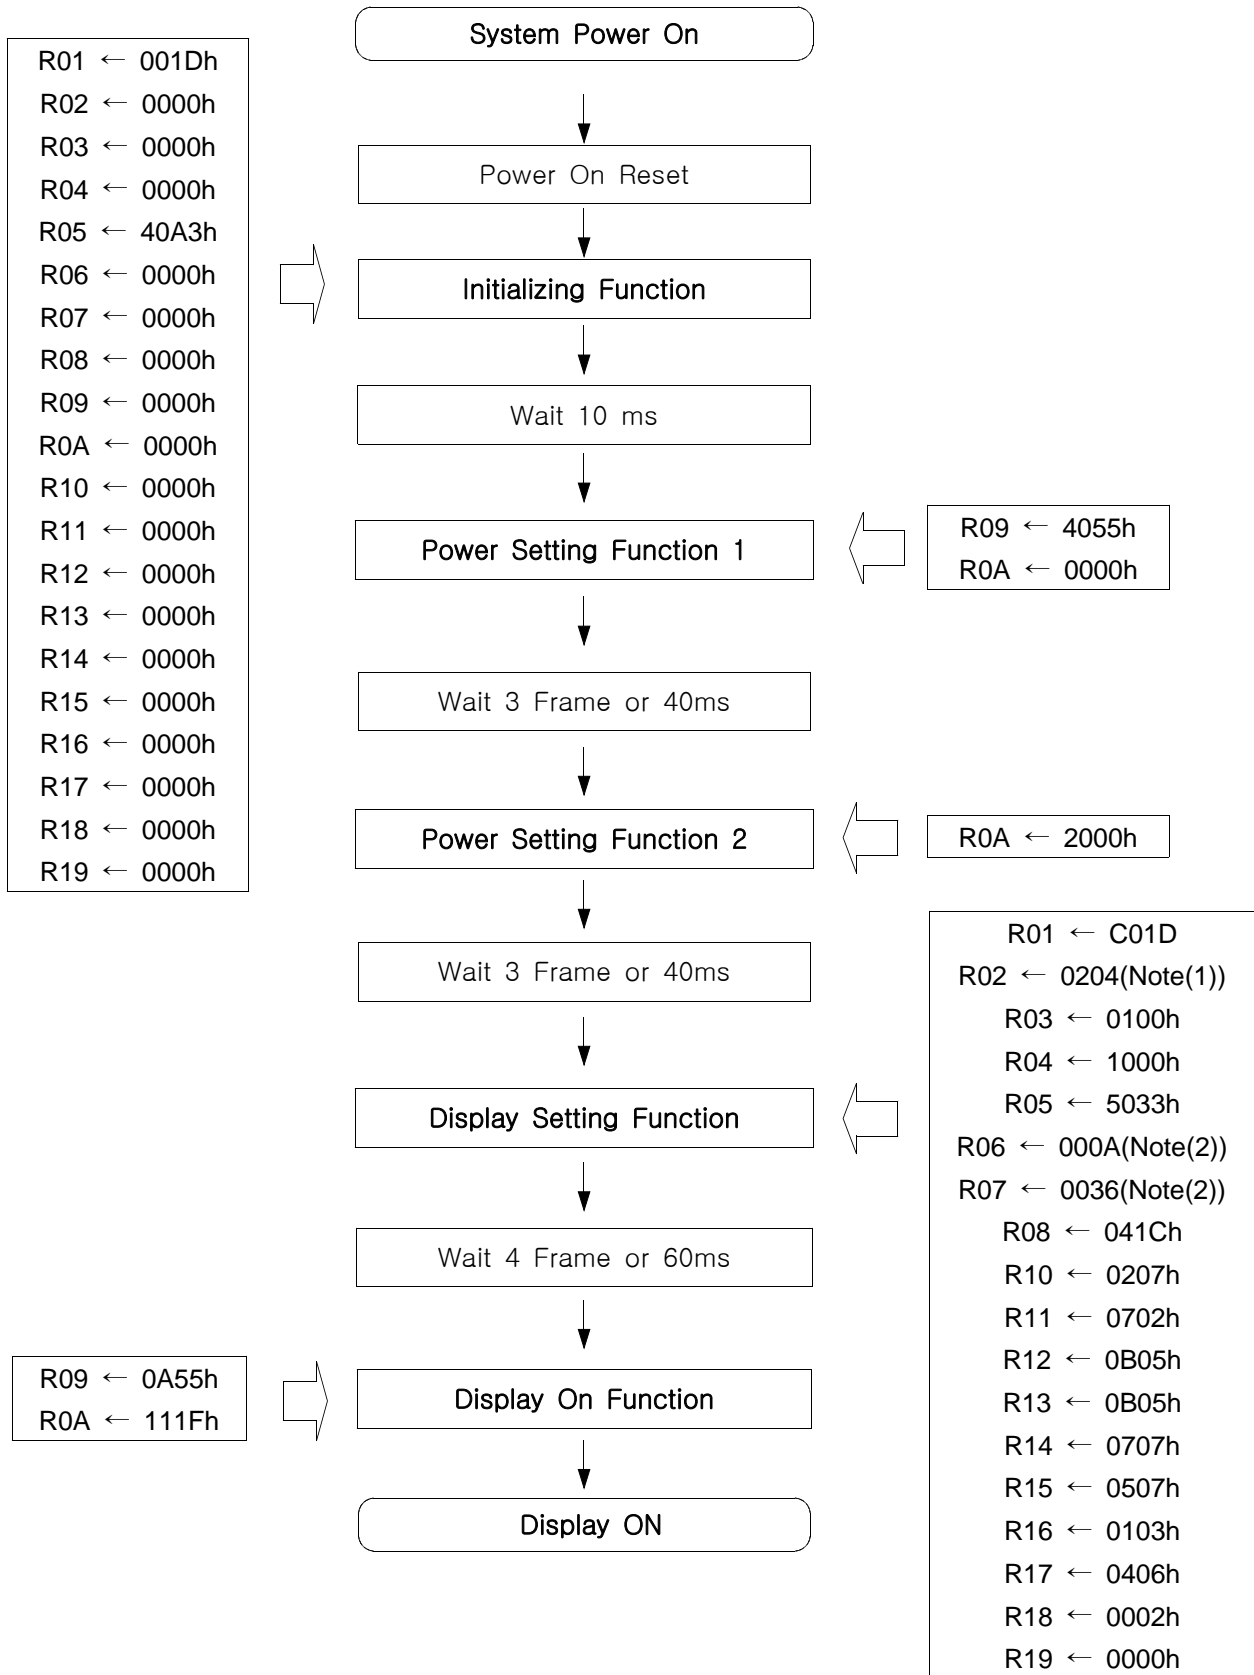 System Power On
R01 ← 001Dh
R02 ← 0000h
R03 ← 0000h
R04 ← 0000h
R05 ← 40A3h
R06 ← 0000h
R07 ← 0000h
R08 ← 0000h
R09 ← 0000h
R0A ← 0000h
R10 ← 0000h
R11 ← 0000h
R12 ← 0000h
R13 ← 0000h
R14 ← 0000h
R15 ← 0000h
R16 ← 0000h
R17 ← 0000h
R18 ← 0000h
R19 ← 0000h
Power On Reset
Initializing Function
Wait 10 ms
Power Setting Function 1
R09 ← 4055h
R0A ← 0000h
Wait 3 Frame or 40ms
Power Setting Function 2
R0A ← 2000h
Wait 3 Frame or 40ms
Display Setting Function
R01 ← C01D
R02 ← 0204(Note(1))
R03 ← 0100h
R04 ← 1000h
R05 ← 5033h
R06 ← 000A(Note(2))
R07 ← 0036(Note(2))
R08 ← 041Ch
R10 ← 0207h
R11 ← 0702h
R12 ← 0B05h
R13 ← 0B05h
R14 ← 0707h
R15 ← 0507h
R16 ← 0103h
R17 ← 0406h
R18 ← 0002h
R19 ← 0000h
Wait 4 Frame or 60ms
R09 ← 0A55h
R0A ← 111Fh
Display On Function
Display ON